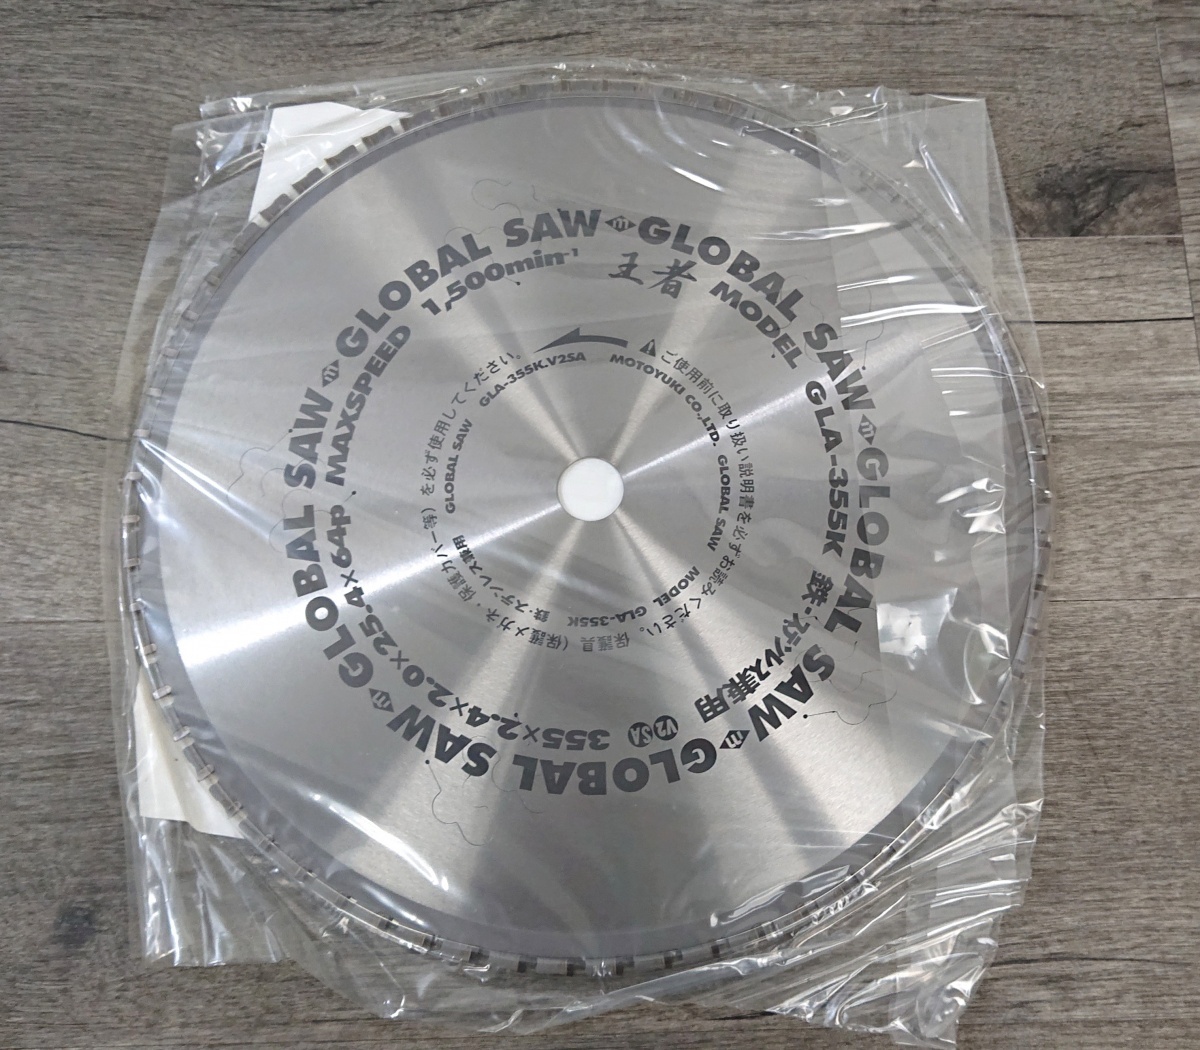 GLOBAL SAW GLOBAL SAW GLOBAL SAW GLOBAL SAW GLOBAL SAW GLOBAL SAW
王者 MODEL GLA-355K 鉄・ステンレス兼用 V2 SA 355×2.4×2.0×25.4×64P MAXSPEED 1,500min-1
⚠ご使用前に取り扱い説明書を必ずお読みください。保護具(保護メガネ・保護カバー等)を必ず使用してください。
MOTOYUKI CO.,LTD. GLOBAL SAW MODEL GLA-355K 鉄・ステンレス兼用 GLOBAL SAW GLA-355K.V2SA